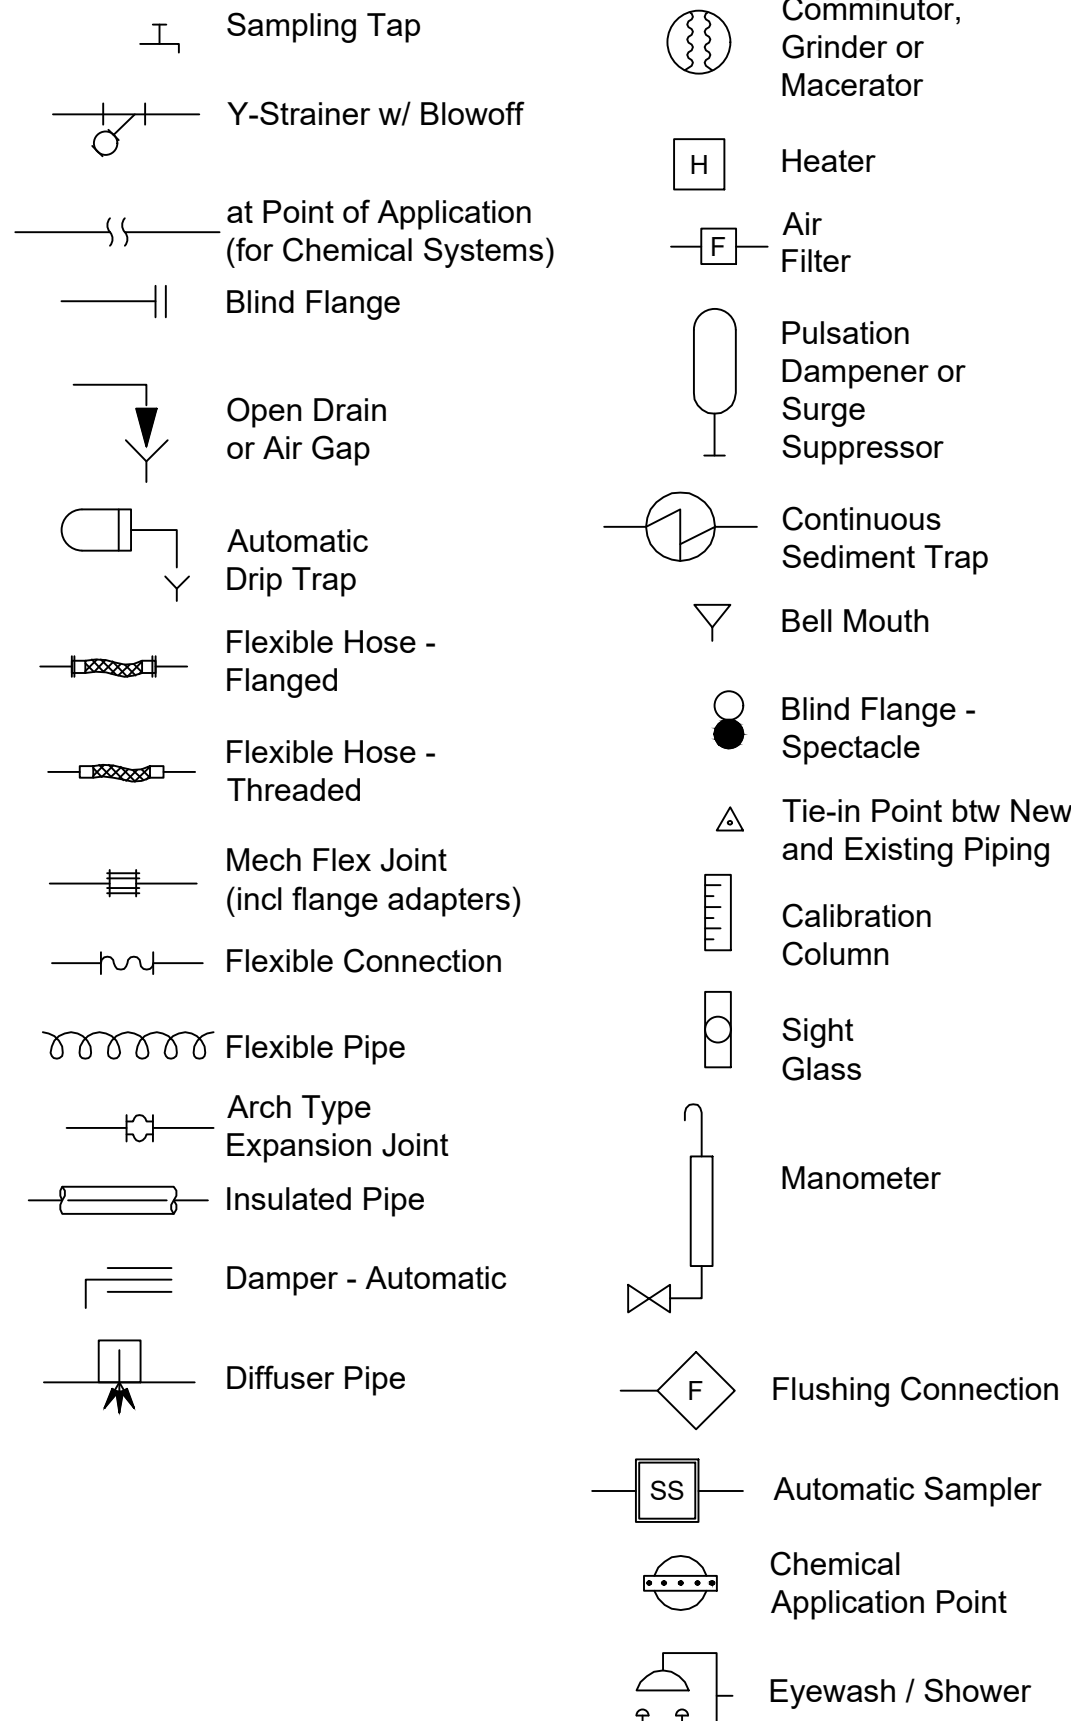 Sampling Tap
Y-Strainer w/ Blowoff
at Point of Application
(for Chemical Systems)
Blind Flange
Open Drain
or Air Gap
Automatic
Drip Trap
Flexible Hose -
Flanged
Flexible Hose -
Threaded
Mech Flex Joint
(incl flange adapters)
Flexible Connection
Flexible Pipe
Arch Type
Expansion Joint
Insulated Pipe
Damper - Automatic
Diffuser Pipe
Comminutor,
Grinder or
Macerator
H
Heater
Air
F
Filter
Pulsation
Dampener or
Surge
Suppressor
Continuous
Sediment Trap
Bell Mouth
Blind Flange -
Spectacle
Tie-in Point btw New
and Existing Piping
Calibration
Column
Sight
Glass
Manometer
F
Flushing Connection
SS
Automatic Sampler
Chemical
Application Point
Eyewash / Shower